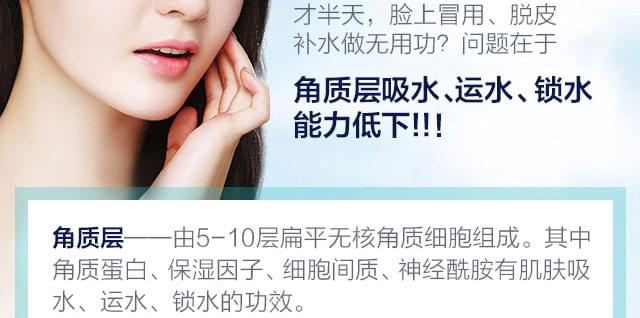 才半天，脸上冒用、脱皮
补水做无用功？问题在于
角质层吸水、运水、锁水
能力低下!!!
角质层——由5-10层扁平无核角质细胞组成。其中
角质蛋白、保湿因子、细胞间质、神经酰胺有肌肤吸
水、运水、锁水的功效。